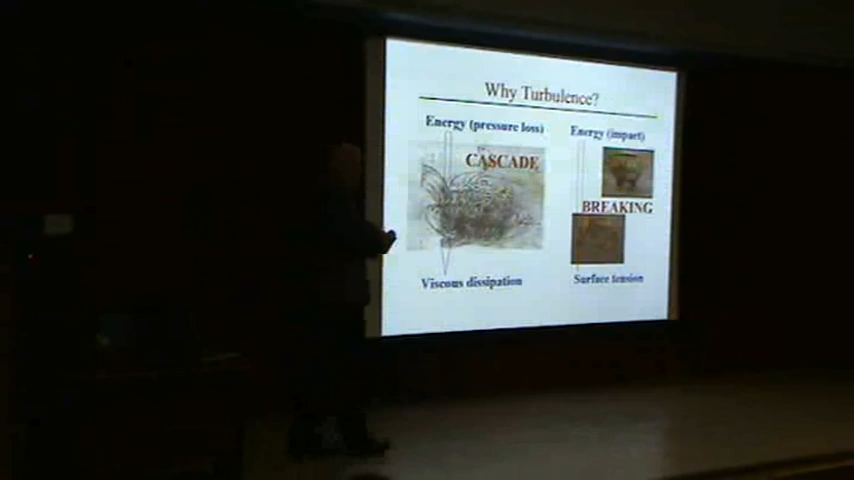 Why Turbulence?
Energy (pressure loss)
CASCADE
Viscous dissipation
Energy (impact)
BREAKING
Surface tension